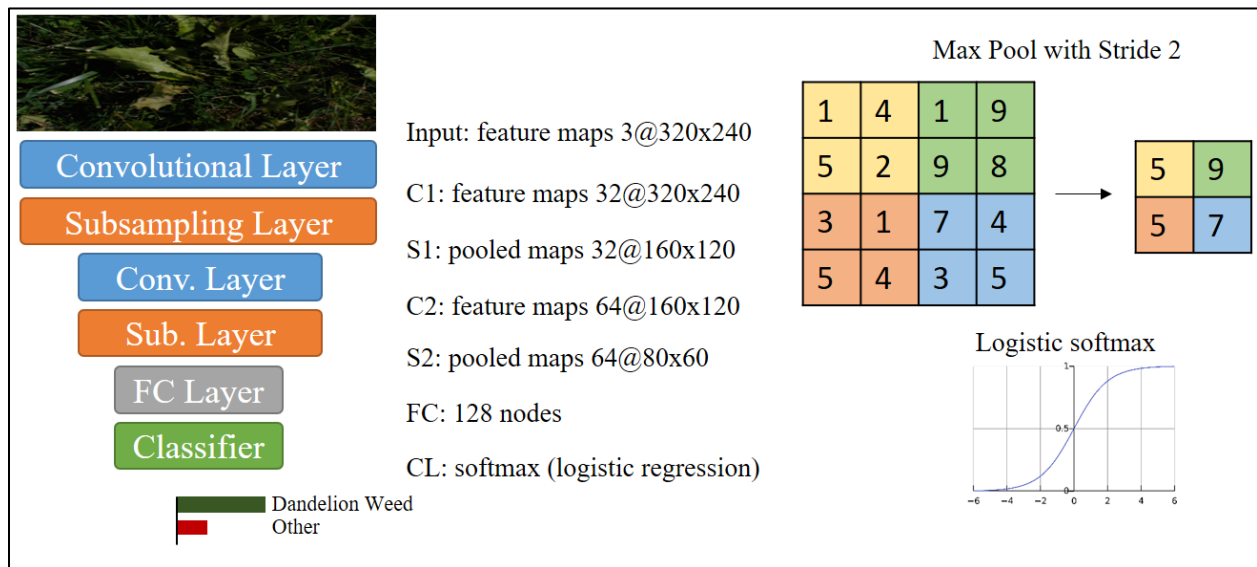 Convolutional Layer
Subsampling Layer
Conv. Layer
Sub. Layer
FC Layer
Classifier
Dandelion Weed
Other
Input: feature maps 3@320x240
C1: feature maps 32@320x240
S1: pooled maps 32@160x120
C2: feature maps 64@160x120
S2: pooled maps 64@80x60
FC: 128 nodes
CL: softmax (logistic regression)
Max Pool with Stride 2
1 4 1 9
5 2 9 8
3 1 7 4
5 4 3 5
5 9
5 7
Logistic softmax
1
0.5
0
−6 −4 −2 0 2 4 6